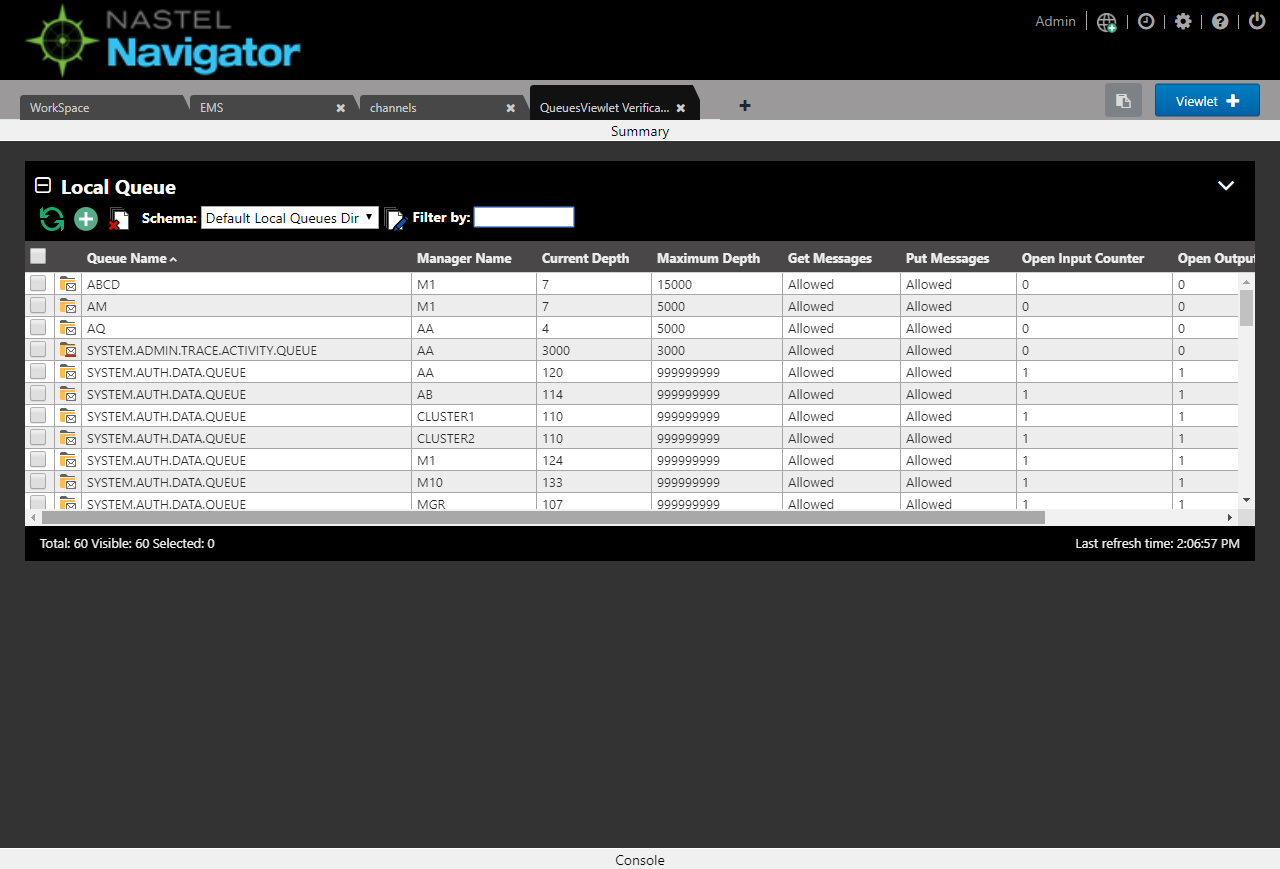 NASTEL
Navigator
Admin
WorkSpace EMS channels QueuesViewlet Verifica... Viewlet
Summary
Local Queue
Schema: Default Local Queues Dir Filter by:
Queue Name Manager Name Current Depth Maximum Depth Get Messages Put Messages Open Input Counter Open Output
ABCD M1 7 15000 Allowed Allowed 0 0
AM M1 7 5000 Allowed Allowed 0 0
AQ AA 4 5000 Allowed Allowed 0 0
SYSTEM.ADMIN.TRACE.ACTIVITY.QUEUE AA 3000 3000 Allowed Allowed 0 0
SYSTEM.AUTH.DATA.QUEUE AA 120 999999999 Allowed Allowed 1 1
SYSTEM.AUTH.DATA.QUEUE AB 114 999999999 Allowed Allowed 1 1
SYSTEM.AUTH.DATA.QUEUE CLUSTER1 110 999999999 Allowed Allowed 1 1
SYSTEM.AUTH.DATA.QUEUE CLUSTER2 110 999999999 Allowed Allowed 1 1
SYSTEM.AUTH.DATA.QUEUE M1 124 999999999 Allowed Allowed 1 1
SYSTEM.AUTH.DATA.QUEUE M10 133 999999999 Allowed Allowed 1 1
SYSTEM.AUTH.DATA.QUEUE MGR 107 999999999 Allowed Allowed 1 1
Total: 60 Visible: 60 Selected: 0 Last refresh time: 2:06:57 PM
Console